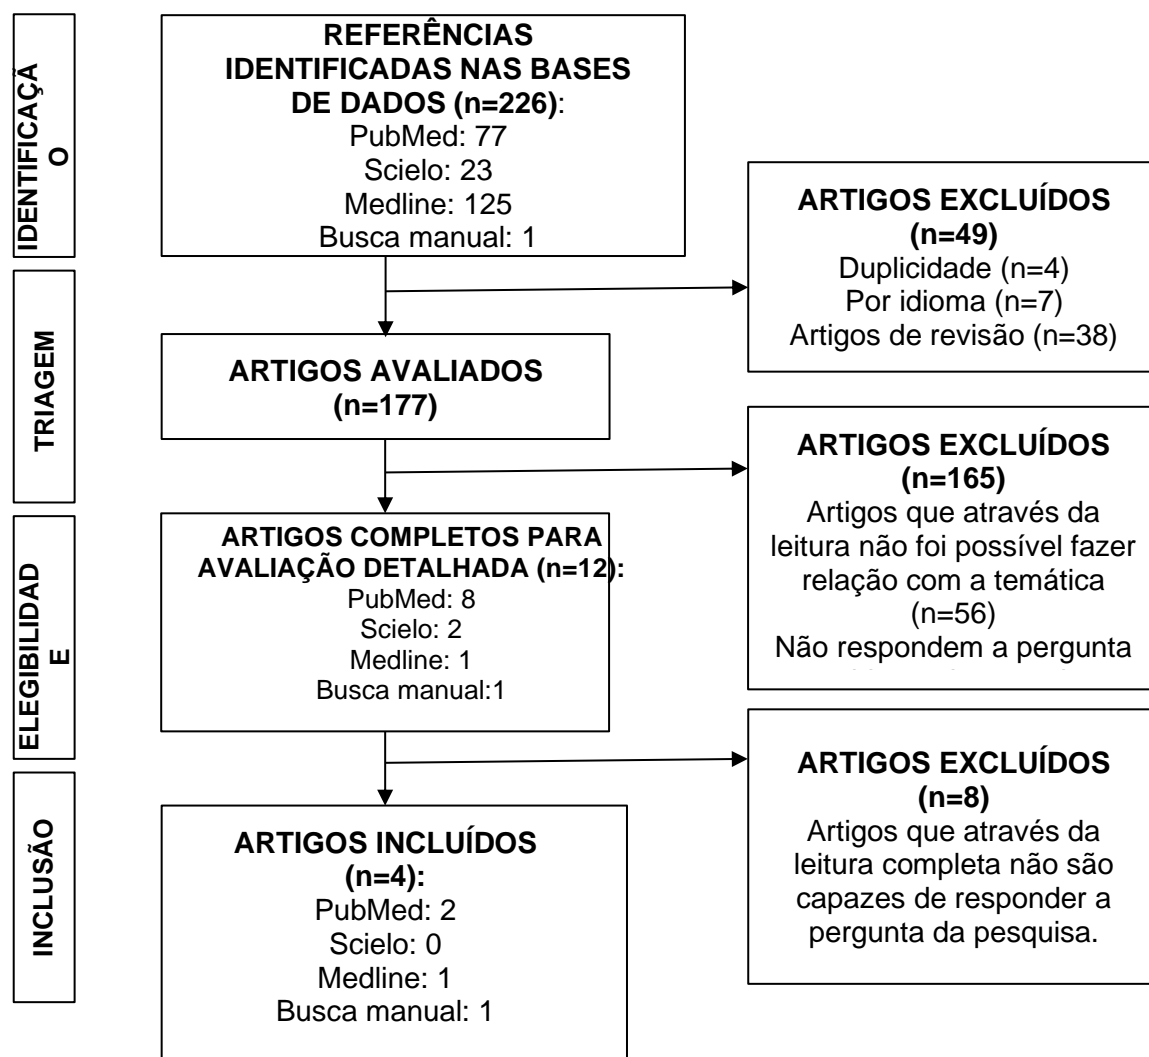 IDENTIFICAÇÃ
O
REFERÊNCIAS
IDENTIFICADAS NAS BASES
DE DADOS (n=226):
PubMed: 77
Scielo: 23
Medline: 125
Busca manual: 1
ARTIGOS EXCLUÍDOS
(n=49)
Duplicidade (n=4)
Por idioma (n=7)
Artigos de revisão (n=38)
TRIAGEM
ARTIGOS AVALIADOS
(n=177)
ARTIGOS EXCLUÍDOS
(n=165)
Artigos que através da
leitura não foi possível fazer
relação com a temática
(n=56)
Não respondem a pergunta
ELEGIBILIDAD
E
ARTIGOS COMPLETOS PARA
AVALIAÇÃO DETALHADA (n=12):
PubMed: 8
Scielo: 2
Medline: 1
Busca manual:1
ARTIGOS EXCLUÍDOS
(n=8)
Artigos que através da
leitura completa não são
capazes de responder a
pergunta da pesquisa.
INCLUSÃO
ARTIGOS INCLUÍDOS
(n=4):
PubMed: 2
Scielo: 0
Medline: 1
Busca manual: 1